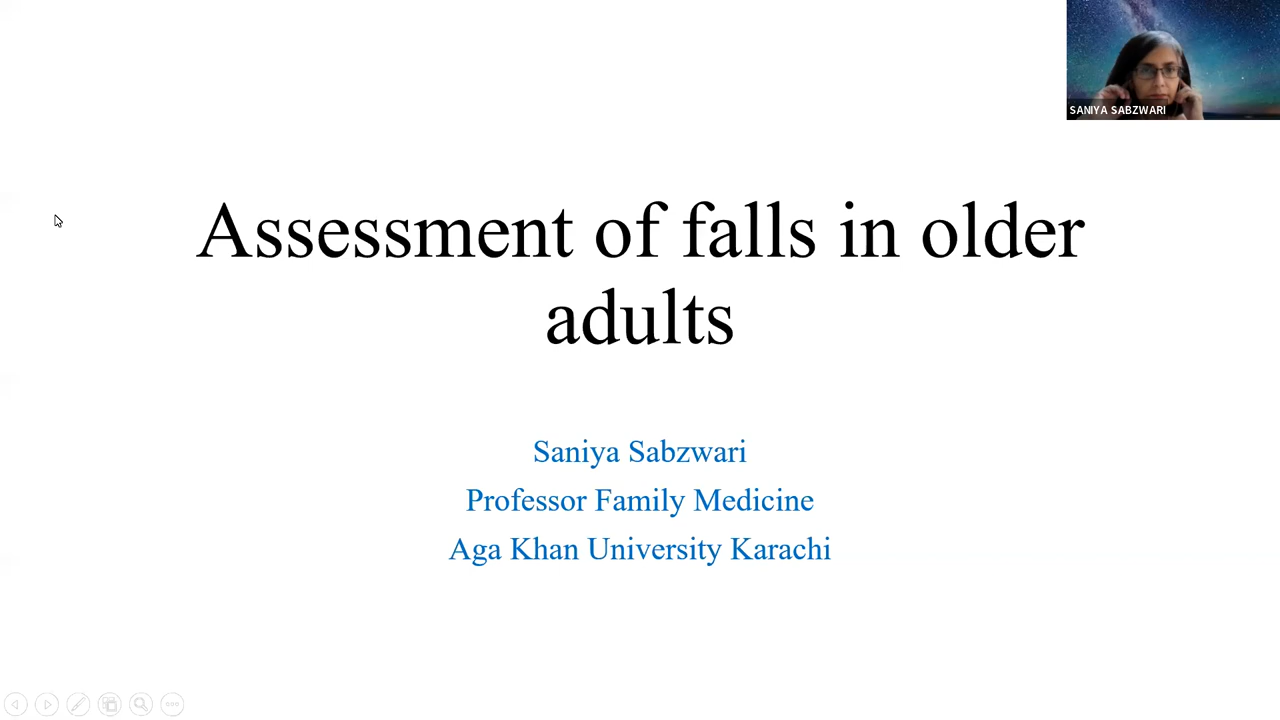 SANIYA SABZWARI
Assessment of falls in older
adults
Saniya Sabzwari
Professor Family Medicine
Aga Khan University Karachi